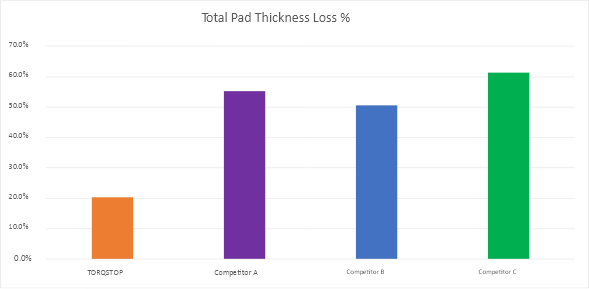 Total Pad Thickness Loss %
70.0%
60.0%
50.0%
40.0%
30.0%
20.0%
10.0%
0.0%
TORQSTOP
Competitor A
Competitor B
Competitor C